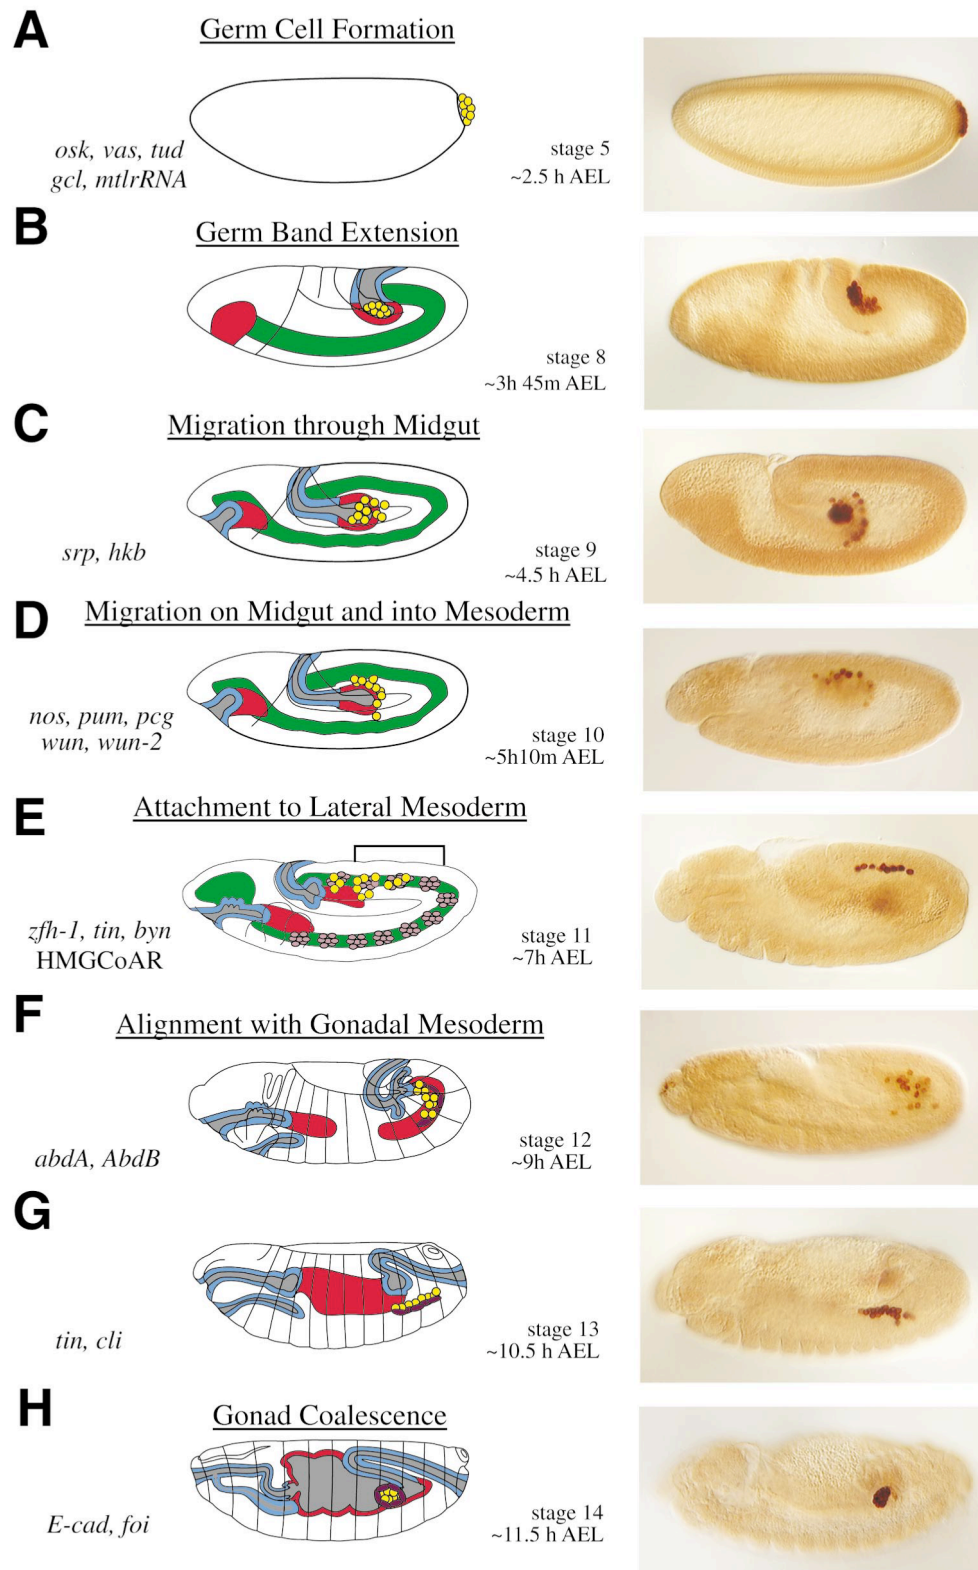 A
Germ Cell Formation
osk, vas, tud
gcl, mtlrRNA
stage 5
~2.5 h AEL
B
Germ Band Extension
stage 8
~3h 45m AEL
C
Migration through Midgut
srp, hkb
stage 9
~4.5 h AEL
D
Migration on Midgut and into Mesoderm
nos, pum, pcg
wun, wun-2
stage 10
~5h10m AEL
E
Attachment to Lateral Mesoderm
zfh-1, tin, byn
HMGCoAR
stage 11
~7h AEL
F
Alignment with Gonadal Mesoderm
abdA, AbdB
stage 12
~9h AEL
G
tin, cli
stage 13
~10.5 h AEL
H
Gonad Coalescence
E-cad, foi
stage 14
~11.5 h AEL